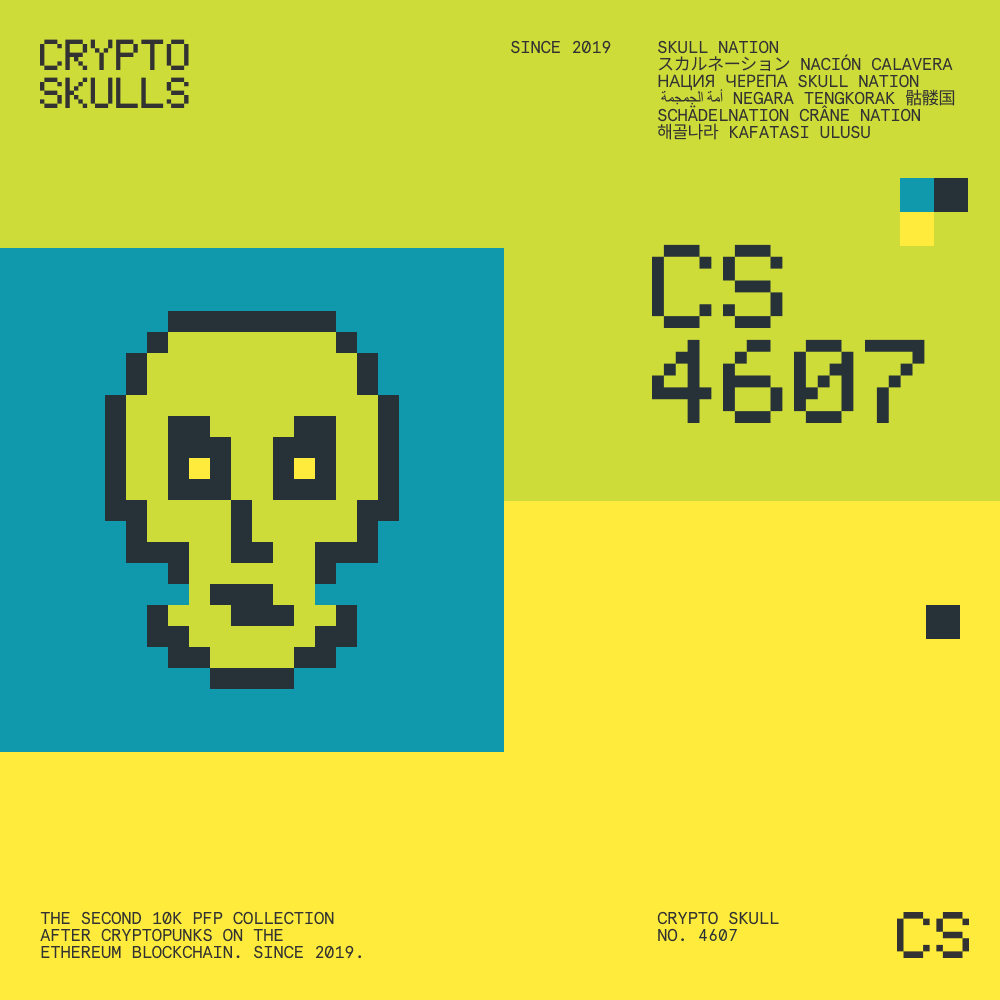 CRYPTO
SKULLS
SINCE 2019
SKULL NATION
スカルネーション NACIÓN CALAVERA
НАЦИЯ ЧЕРЕПА SKULL NATION
أمة الجمجمة NEGARA TENGKORAK 骷髅国
SCHÄDELNATION CRÂNE NATION
해골나라 KAFATASI ULUSU
CS
4607
THE SECOND 10K PFP COLLECTION
AFTER CRYPTOPUNKS ON THE
ETHEREUM BLOCKCHAIN. SINCE 2019.
CRYPTO SKULL
NO. 4607
CS